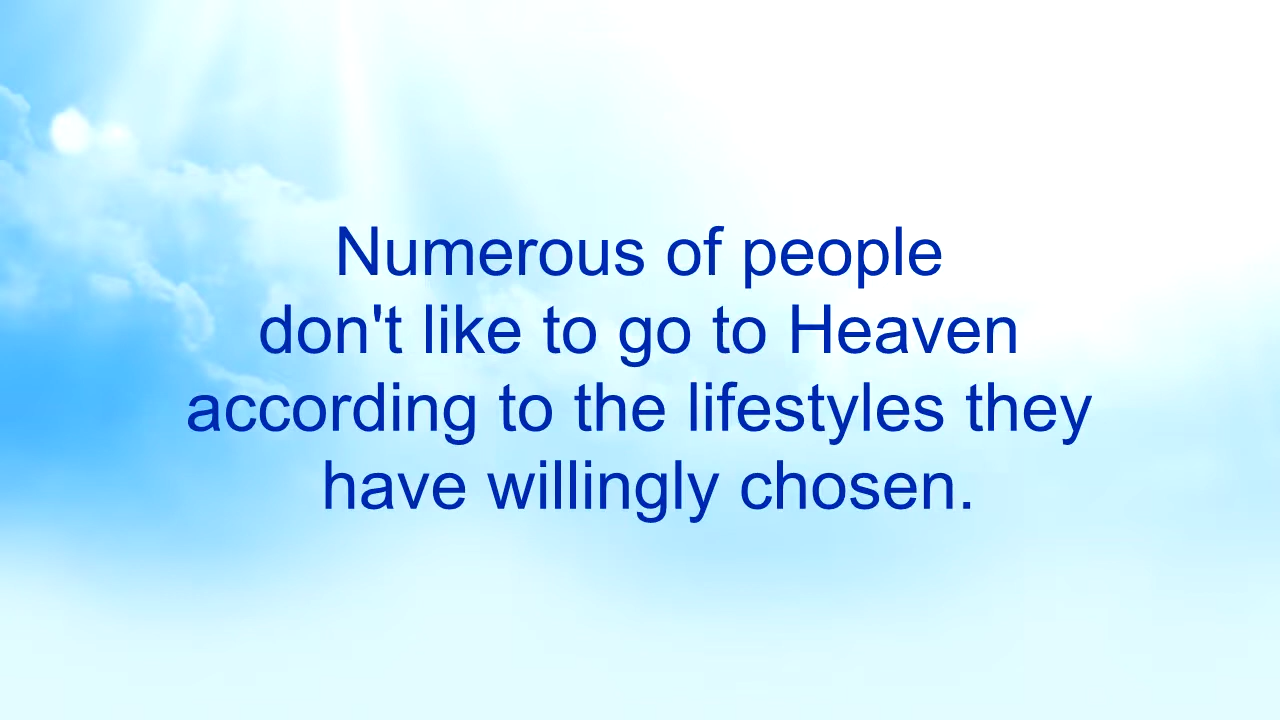 Numerous of people
don't like to go to Heaven
according to the lifestyles they
have willingly chosen.